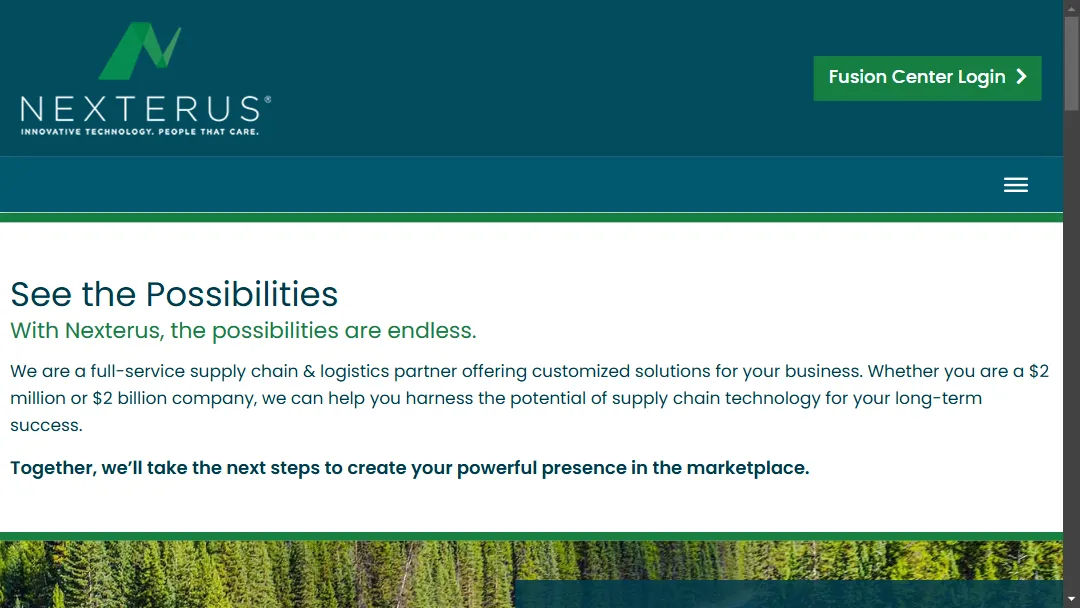 NEXTERUS®
INNOVATIVE TECHNOLOGY. PEOPLE THAT CARE.
Fusion Center Login
See the Possibilities
With Nexterus, the possibilities are endless.
We are a full-service supply chain & logistics partner offering customized solutions for your business. Whether you are a $2
million or $2 billion company, we can help you harness the potential of supply chain technology for your long-term
success.
Together, we’ll take the next steps to create your powerful presence in the marketplace.